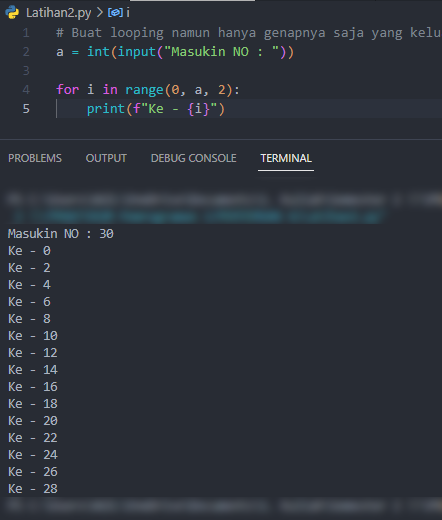 Latihan2.py > i
1 # Buat looping namun hanya genapnya saja yang kelu
2 a = int(input("Masukin NO : "))
3
4 for i in range(0, a, 2):
5 print(f"Ke - {i}")
PROBLEMS OUTPUT DEBUG CONSOLE TERMINAL
Masukin NO : 30
Ke - 0
Ke - 2
Ke - 4
Ke - 6
Ke - 8
Ke - 10
Ke - 12
Ke - 14
Ke - 16
Ke - 18
Ke - 20
Ke - 22
Ke - 24
Ke - 26
Ke - 28